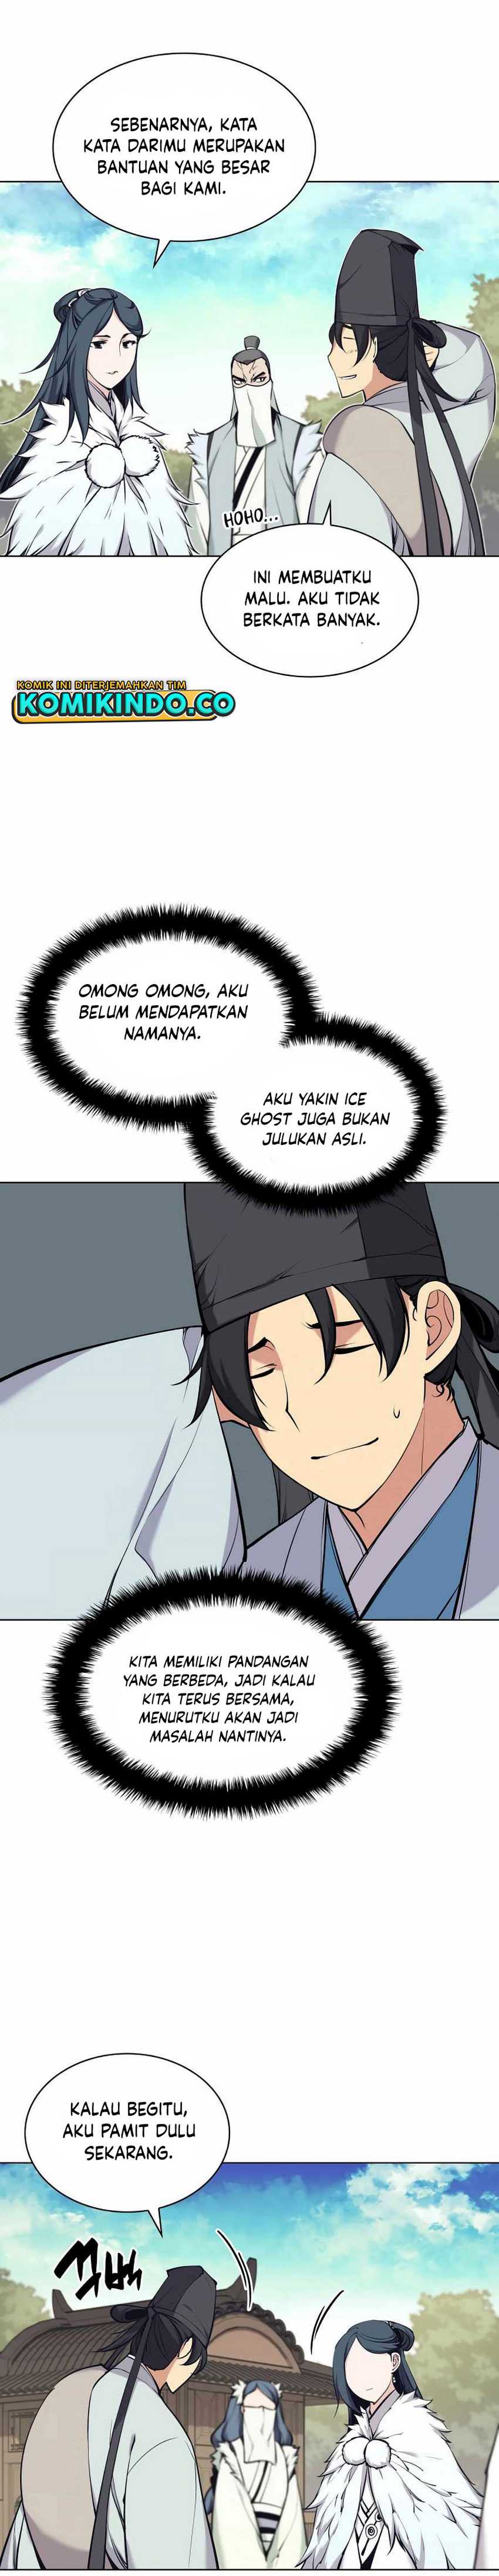 SEBENARNYA, KATA
KATA DARIMU MERUPAKAN
BANTUAN YANG BESAR
BAGI KAMI.
HOHO...
INI MEMBUATKU
MALU. AKU TIDAK
BERKATA BANYAK.
KOMIK INI DITERJEMAHKAN TIM
KOMIKINDO.CO
OMONG OMONG, AKU
BELUM MENDAPATKAN
NAMANYA.
AKU YAKIN ICE
GHOST JUGA BUKAN
JULUKAN ASLI.
KITA MEMILIKI PANDANGAN
YANG BERBEDA, JADI KALAU
KITA TERUS BERSAMA,
MENURUTKU AKAN JADI
MASALAH NANTINYA.
KALAU BEGITU,
AKU PAMIT DULU
SEKARANG.
꾸벅